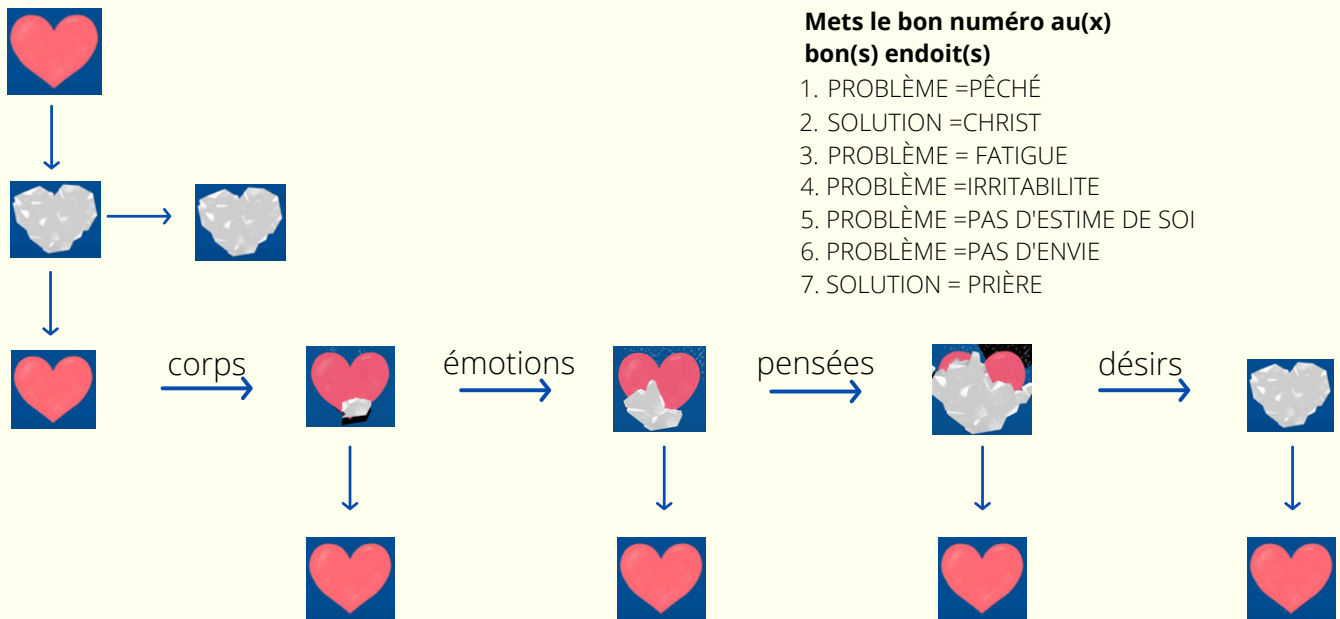 Mets le bon numéro au(x)
bon(s) endoit(s)
1. PROBLÈME =PÊCHÉ
2. SOLUTION =CHRIST
3. PROBLÈME = FATIGUE
4. PROBLÈME =IRRITABILITE
5. PROBLÈME =PAS D'ESTIME DE SOI
6. PROBLÈME =PAS D'ENVIE
7. SOLUTION = PRIÈRE
corps
émotions
pensées
désirs